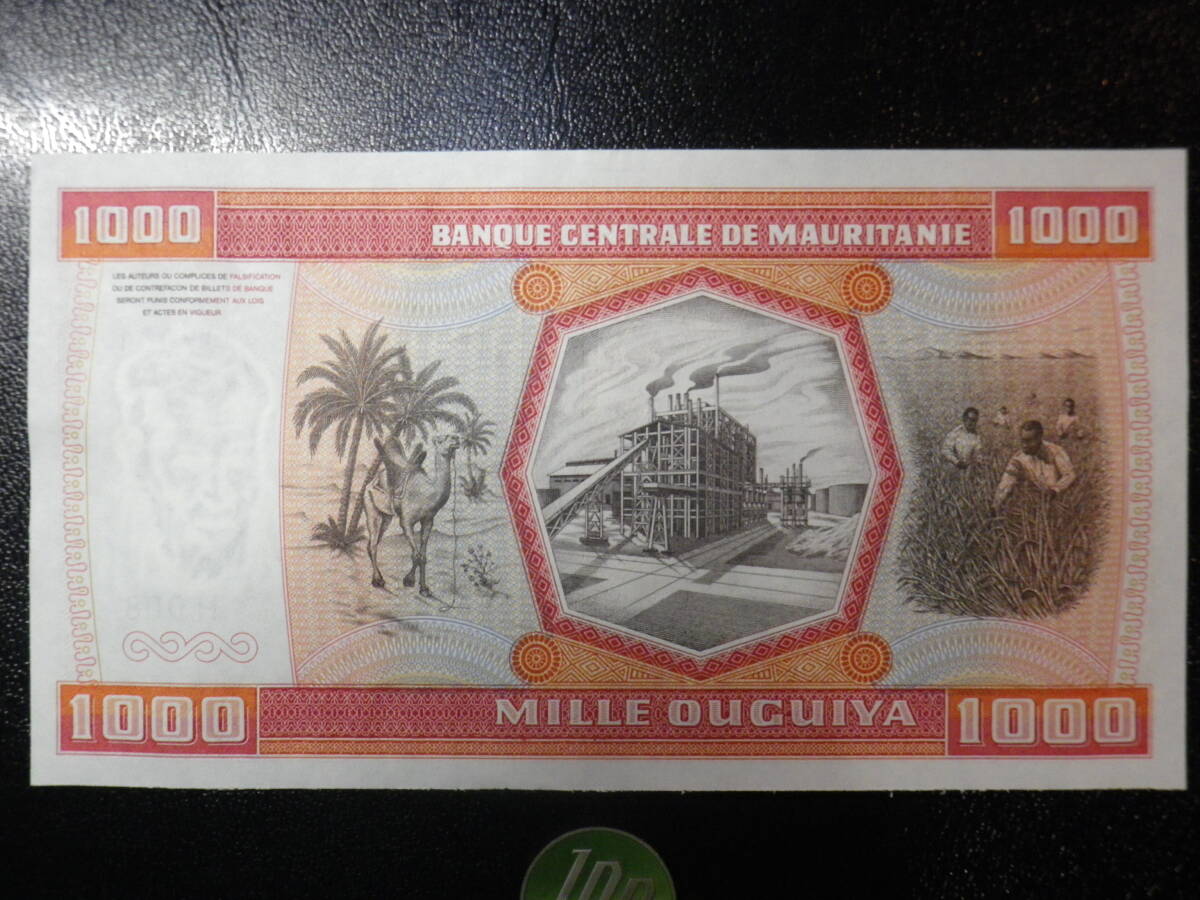 1000 BANQUE CENTRALE DE MAURITANIE 1000
LES AUTEURS OU COMPLICES DE FALSIFICATION
OU DE CONTREFACON DE BILLETS DE BANQUE
SERONT PUNIS CONFORMEMENT AUX LOIS
ET ACTES EN VIGUEUR
1000 MILLE OUGUIYA 1000